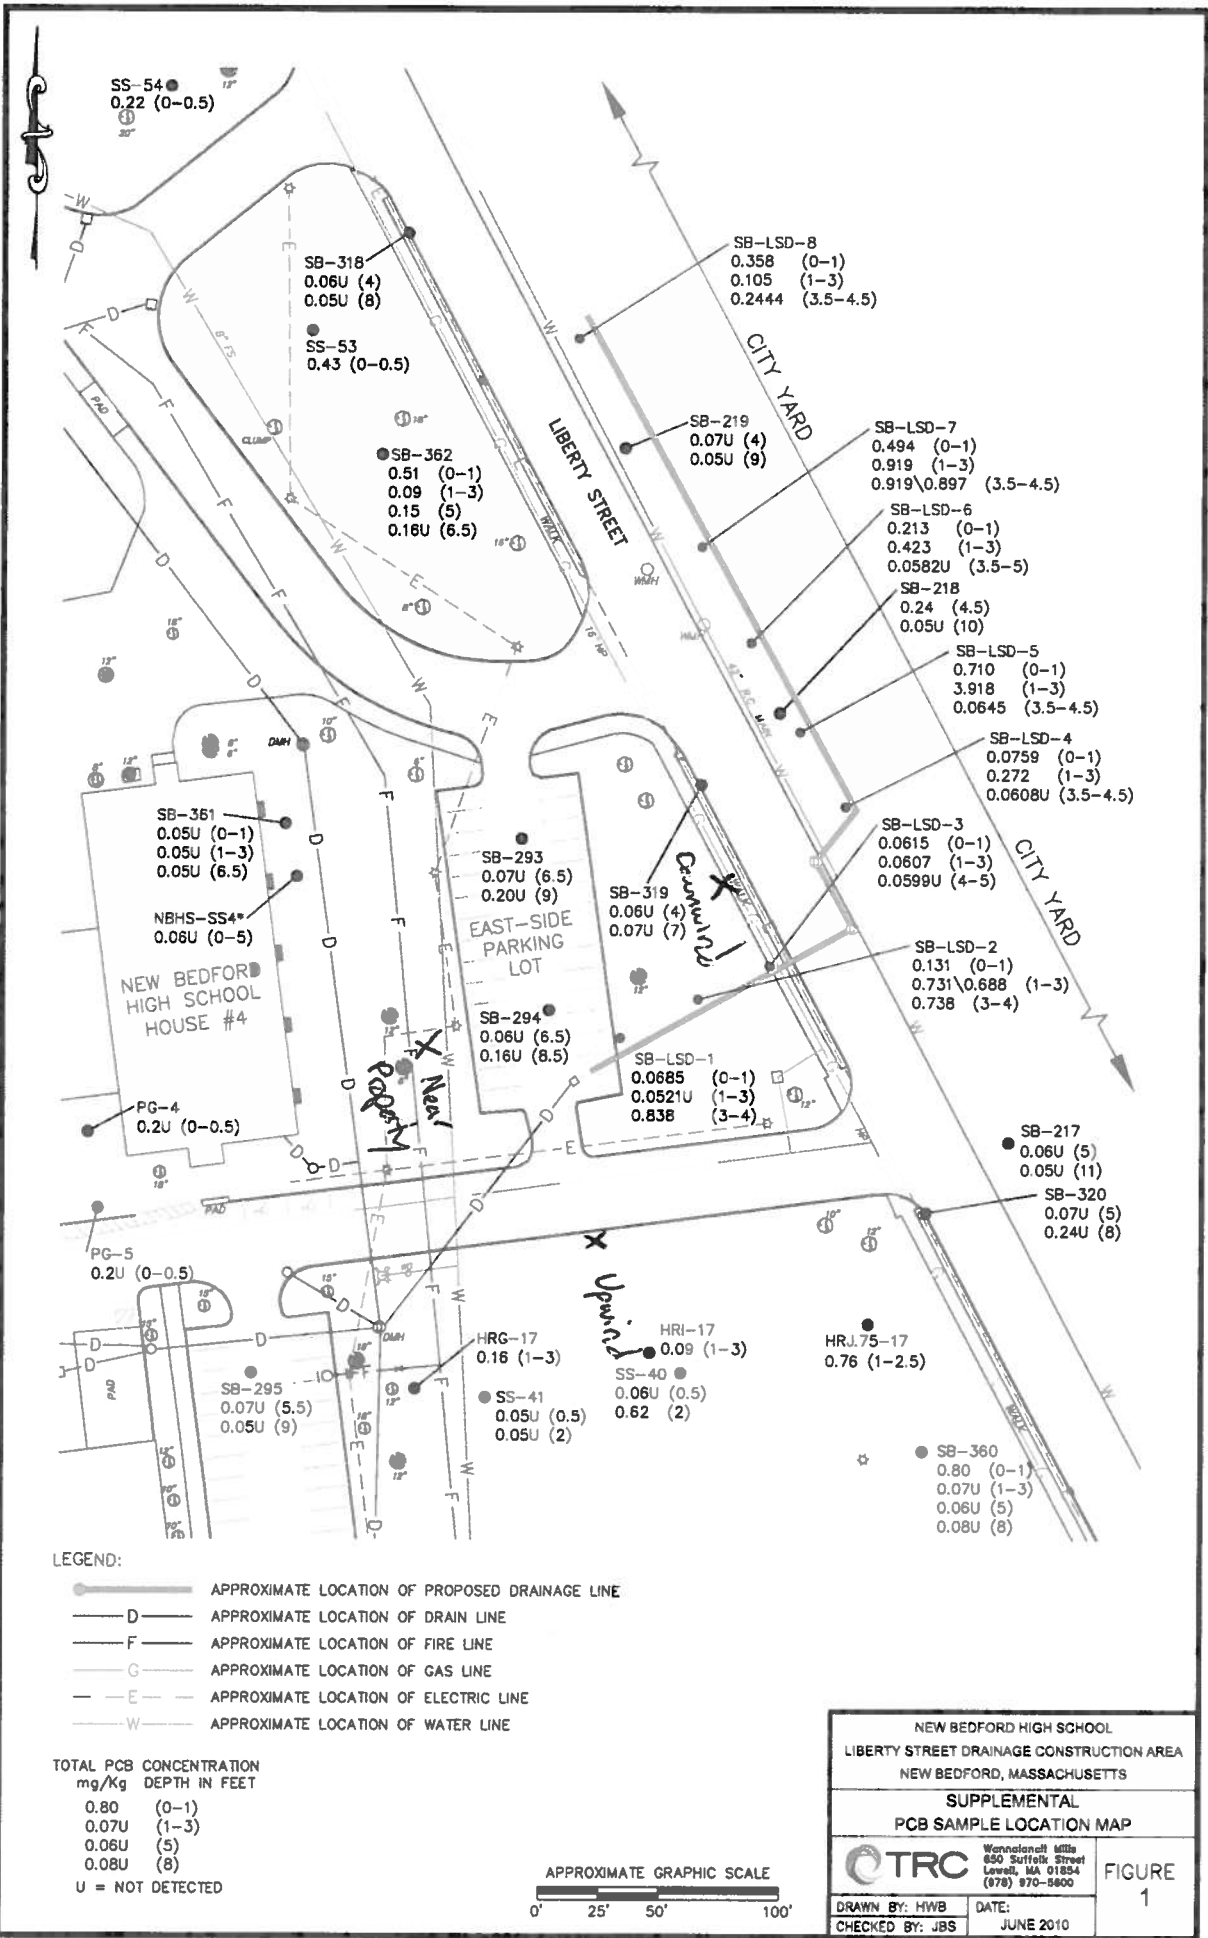 SS-54
0.22 (0-0.5)
12"
20"
SB-318
0.06U (4)
0.05U (8)
SS-53
0.43 (0-0.5)
8" FS
PAD
CLUMP
18"
SB-362
0.51 (0-1)
0.09 (1-3)
0.15 (5)
0.16U (6.5)
LIBERTY STREET
WALK
WMH
16" HP
42" R.C. MAIN
SB-LSD-8
0.358 (0-1)
0.105 (1-3)
0.2444 (3.5-4.5)
CITY YARD
SB-219
0.07U (4)
0.05U (9)
SB-LSD-7
0.494 (0-1)
0.919 (1-3)
0.919\0.897 (3.5-4.5)
SB-LSD-6
0.213 (0-1)
0.423 (1-3)
0.0582U (3.5-5)
SB-218
0.24 (4.5)
0.05U (10)
SB-LSD-5
0.710 (0-1)
3.918 (1-3)
0.0645 (3.5-4.5)
SB-LSD-4
0.0759 (0-1)
0.272 (1-3)
0.0608U (3.5-4.5)
SB-LSD-3
0.0615 (0-1)
0.0607 (1-3)
0.0599U (4-5)
CITY YARD
SB-LSD-2
0.131 (0-1)
0.731\0.688 (1-3)
0.738 (3-4)
DMH
SB-361
0.05U (0-1)
0.05U (1-3)
0.05U (6.5)
NBHS-SS4*
0.06U (0-5)
NEW BEDFORD
HIGH SCHOOL
HOUSE #4
SB-293
0.07U (6.5)
0.20U (9)
EAST-SIDE
PARKING
LOT
SB-294
0.06U (6.5)
0.16U (8.5)
SB-319
0.06U (4)
0.07U (7)
X Downwind
WALK
SB-LSD-1
0.0685 (0-1)
0.0521U (1-3)
0.838 (3-4)
X Near
Property
PG-4
0.2U (0-0.5)
18"
PAD
PG-5
0.2U (0-0.5)
SB-217
0.06U (5)
0.05U (11)
SB-320
0.07U (5)
0.24U (8)
X Upwind
DMH
HRG-17
0.16 (1-3)
HRI-17
0.09 (1-3)
SS-40
0.06U (0.5)
0.62 (2)
HRJ.75-17
0.76 (1-2.5)
SS-41
0.05U (0.5)
0.05U (2)
SB-295
0.07U (5.5)
0.05U (9)
PAD
SB-360
0.80 (0-1)
0.07U (1-3)
0.06U (5)
0.08U (8)
WALK
LEGEND:
APPROXIMATE LOCATION OF PROPOSED DRAINAGE LINE
D APPROXIMATE LOCATION OF DRAIN LINE
F APPROXIMATE LOCATION OF FIRE LINE
G APPROXIMATE LOCATION OF GAS LINE
E APPROXIMATE LOCATION OF ELECTRIC LINE
W APPROXIMATE LOCATION OF WATER LINE
TOTAL PCB CONCENTRATION
mg/Kg DEPTH IN FEET
0.80 (0-1)
0.07U (1-3)
0.06U (5)
0.08U (8)
U = NOT DETECTED
APPROXIMATE GRAPHIC SCALE
0' 25' 50' 100'
NEW BEDFORD HIGH SCHOOL
LIBERTY STREET DRAINAGE CONSTRUCTION AREA
NEW BEDFORD, MASSACHUSETTS
SUPPLEMENTAL
PCB SAMPLE LOCATION MAP
TRC
Wannalancit Mills
650 Suffolk Street
Lowell, MA 01854
(978) 970-5600
FIGURE
1
DRAWN BY: HWB
DATE:
CHECKED BY: JBS
JUNE 2010